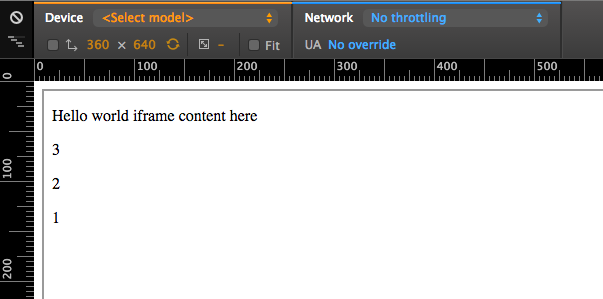 Device <Select model> Network No throttling
360 × 640 – Fit UA No override
0 100 200 300 400 500
0
Hello world iframe content here
3
100
2
1
200